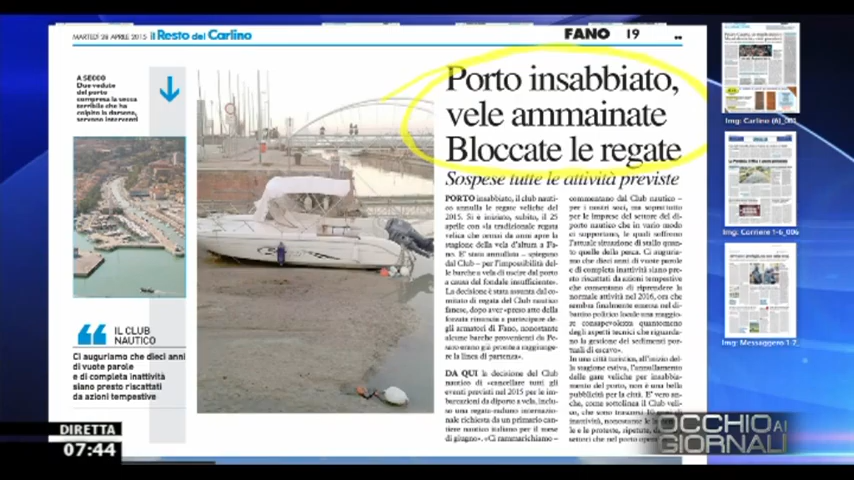 MARTEDÌ 28 APRILE 2015 il Resto del Carlino
FANO 19
A SECCO
Due vedute
del porto
compresa la secca
terribile che ha
colpito la darsena,
servono interventi
Porto insabbiato,
vele ammainate
Bloccate le regate
Sospese tutte le attività previste
IL CLUB
NAUTICO
Ci auguriamo che dieci anni
di vuote parole
e di completa inattività
siano presto riscattati
da azioni tempestive
PORTO insabbiato, il club nauti-
co annulla le regate veliche del
2015. Si è iniziato, subito, il 25
aprile con «la tradizionale regata
velica che ormai da anni apre la
stagione della vela d'altura a Fa-
no. E' stata annullata – spiegano
dal Club – per l'impossibilità del-
le barche a vela di uscire dal porto
a causa del fondale insufficiente».
La decisione è stata assunta dal co-
mitato di regata del Club nautico
fanese, dopo aver «preso atto della
forzata rinuncia a partecipare de-
gli armatori di Fano, nonostante
alcune barche provenienti da Pe-
saro erano già pronte a raggiunge-
re la linea di partenza».
DA QUI la decisione del Club
nautico di «cancellare tutti gli
eventi previsti nel 2015 per le im-
barcazioni da diporto a vela, inclu-
so una regata-raduno internazio-
nale richiesta da un primario can-
tiere nautico italiano per il mese
di giugno». «Ci rammarichiamo –
commentano dal Club nautico –
per i nostri soci, ma soprattutto
per le imprese del settore del di-
porto nautico che in vario modo
ci supportano, le quali soffrono
l'attuale situazione di stallo quan-
to quelle della pesca. Ci auguria-
mo che dieci anni di vuote parole
e di completa inattività siano pre-
sto riscattati da azioni tempestive
che consentano di riprendere la
normale attività nel 2016, ora che
sembra finalmente emersa nel di-
battito politico locale una maggio-
re consapevolezza quantomeno
degli aspetti tecnici che riguarda-
no la gestione dei sedimenti por-
tuali di escavo».
In una città turistica, all'inizio del-
la stagione estiva, l'annullamento
delle gare veliche per insabbia-
mento del porto, non è una bella
pubblicità per la città. E' vero an-
che, come sottolinea il Club veli-
co, che sono trascorsi 10 anni di
inattività, nonostante le
e le proteste, ripetute, d
settori che nel porto opera
Img: Carlino (A)_001
Img: Corriere 1-6_006
Img: Messaggero 1-2,
DIRETTA
07:44
OCCHIO AI
GIORNALI